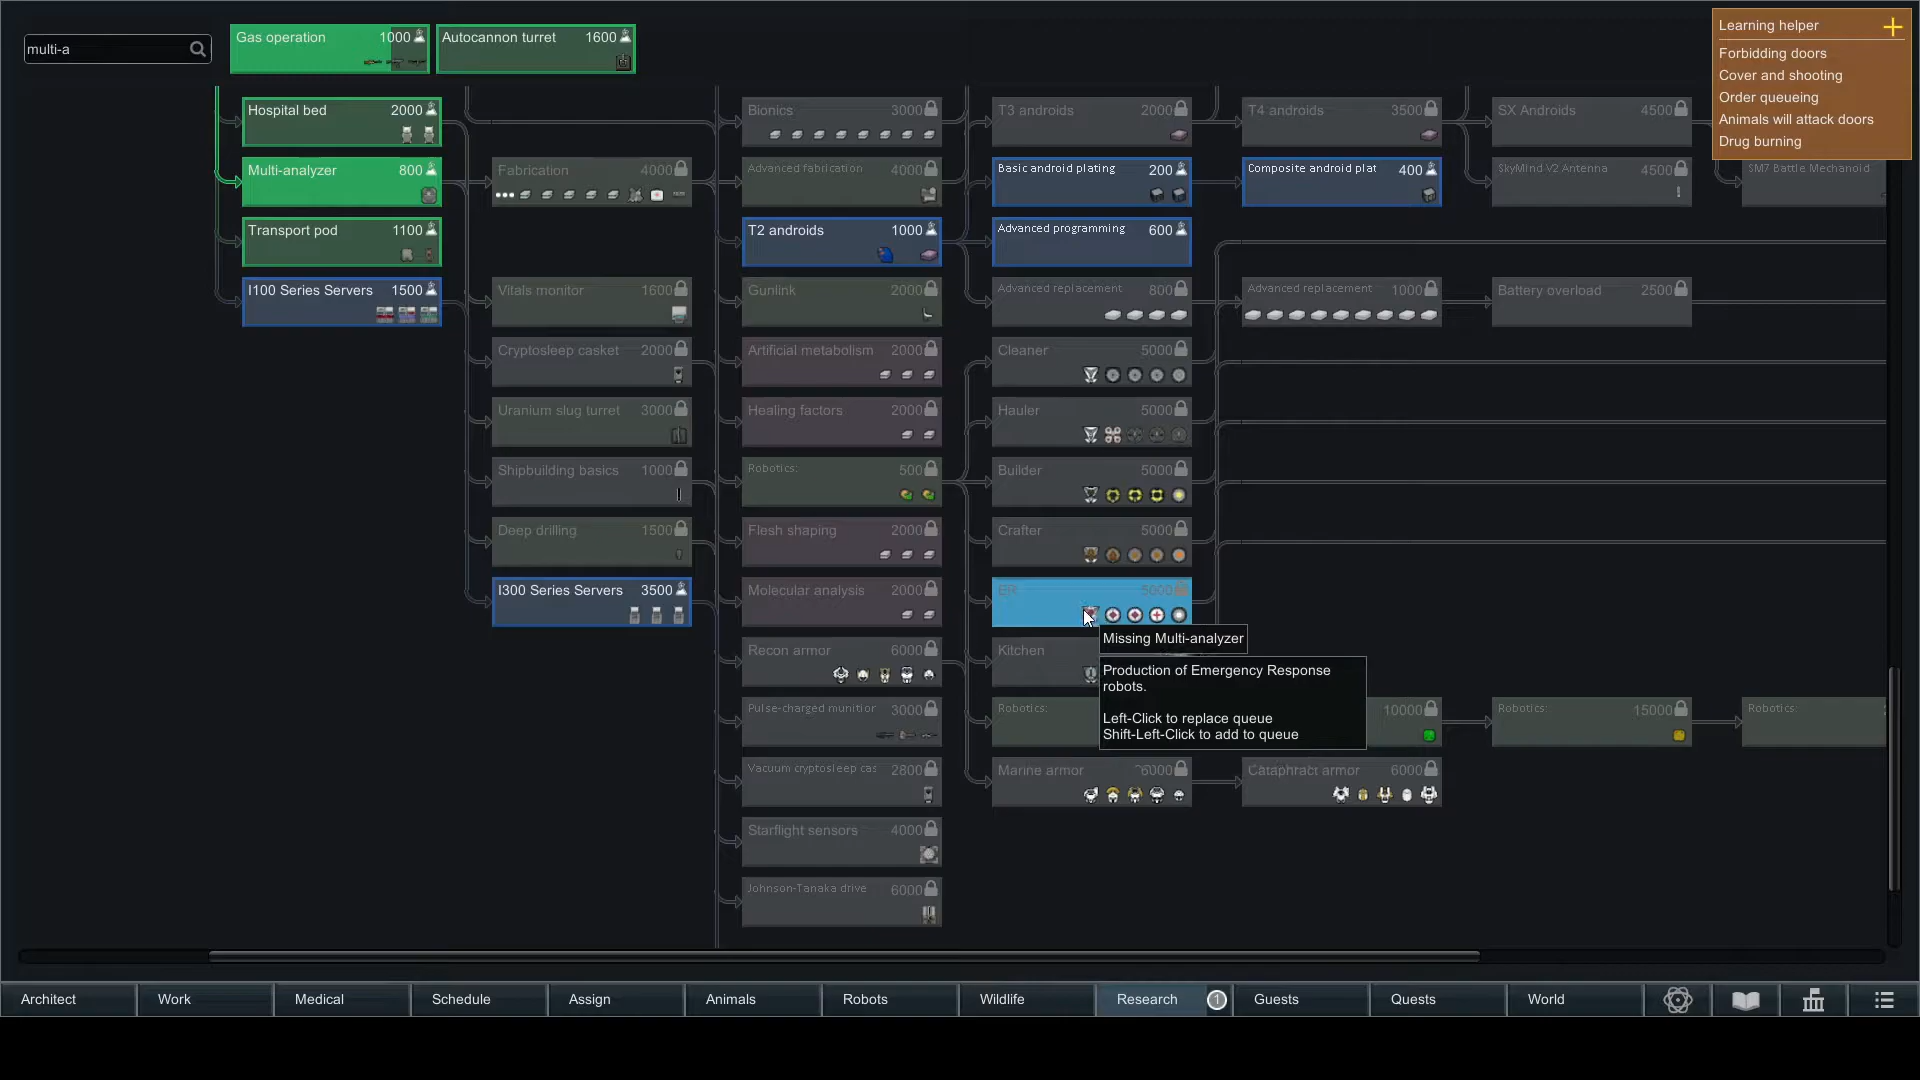 multi-a
Gas operation 1000
Autocannon turret 1600
Learning helper
Forbidding doors
Cover and shooting
Order queueing
Animals will attack doors
Drug burning
Hospital bed 2000
Bionics 3000
T3 androids 2000
T4 androids 3500
SX Androids 4500
Multi-analyzer 800
Fabrication 4000
Advanced fabrication 4000
Basic android plating 200
Composite android plat 400
SkyMind V2 Antenna 4500
SM7 Battle Mechanoid
Transport pod 1100
T2 androids 1000
Advanced programming 600
I100 Series Servers 1500
Vitals monitor 1600
Gunlink 2000
Advanced replacement 800
Advanced replacement 1000
Battery overload 2500
Cryptosleep casket 2000
Artificial metabolism 2000
Cleaner 5000
Uranium slug turret 3000
Healing factors 2000
Hauler 5000
Shipbuilding basics 1000
Robotics: 500
Builder 5000
Deep drilling 1500
Flesh shaping 2000
Crafter 5000
I300 Series Servers 3500
Molecular analysis 2000
ER 5000
Missing Multi-analyzer
Recon armor 6000
Kitchen
Production of Emergency Response
robots.
Left-Click to replace queue
Shift-Left-Click to add to queue
Pulse-charged munition 3000
Robotics:
10000
Robotics: 15000
Robotics:
Vacuum cryptosleep cas 2800
Marine armor 6000
Cataphract armor 6000
Starflight sensors 4000
Johnson-Tanaka drive 6000
Architect
Work
Medical
Schedule
Assign
Animals
Robots
Wildlife
Research 1
Guests
Quests
World